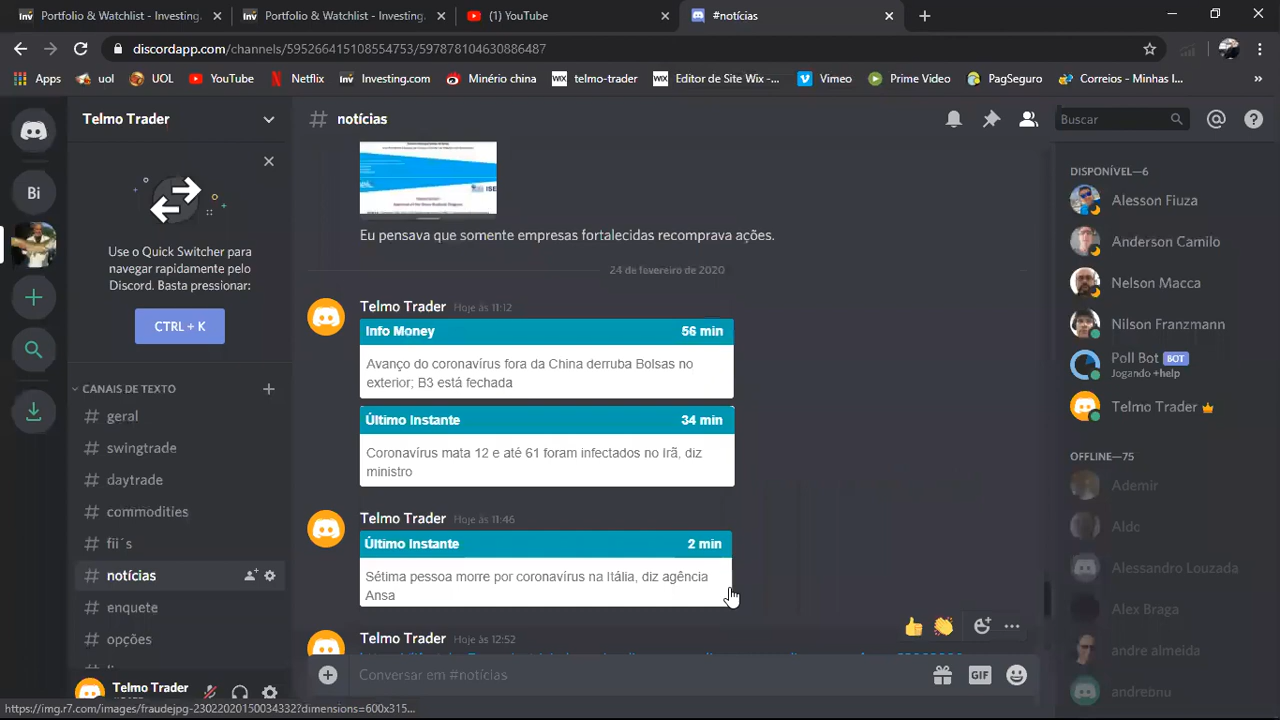 Portfolio & Watchlist - Investing.
Portfolio & Watchlist - Investing.
(1) YouTube
#notícias
discordapp.com/channels/595266415108554753/597878104630886487
Apps
uol
UOL
YouTube
Netflix
Investing.com
Minério china
telmo-trader
Editor de Site Wix -...
Vimeo
Prime Video
PagSeguro
Correios - Minhas I...
Telmo Trader
notícias
Buscar
Bi
Use o Quick Switcher para
navegar rapidamente pelo
Discord. Basta pressionar:
CTRL + K
CANAIS DE TEXTO
geral
swingtrade
daytrade
commodities
fii´s
notícias
enquete
opções
Telmo Trader
ISE
Eu pensava que somente empresas fortalecidas recomprava ações.
24 de fevereiro de 2020
Telmo Trader Hoje às 11:12
Info Money 56 min
Avanço do coronavírus fora da China derruba Bolsas no
exterior; B3 está fechada
Último Instante 34 min
Coronavírus mata 12 e até 61 foram infectados no Irã, diz
ministro
Telmo Trader Hoje às 11:46
Último Instante 2 min
Sétima pessoa morre por coronavírus na Itália, diz agência
Ansa
Telmo Trader Hoje às 12:52
Conversar em #notícias
GIF
DISPONÍVEL—6
Alesson Fiuza
Anderson Camilo
Nelson Macca
Nilson Franzmann
Poll Bot BOT
Jogando +help
Telmo Trader
OFFLINE—75
Ademir
Aldo
Alessandro Louzada
Alex Braga
andre almeida
andreonu
https://img.r7.com/images/fraudejpg-23022020150034332?dimensions=600x315...